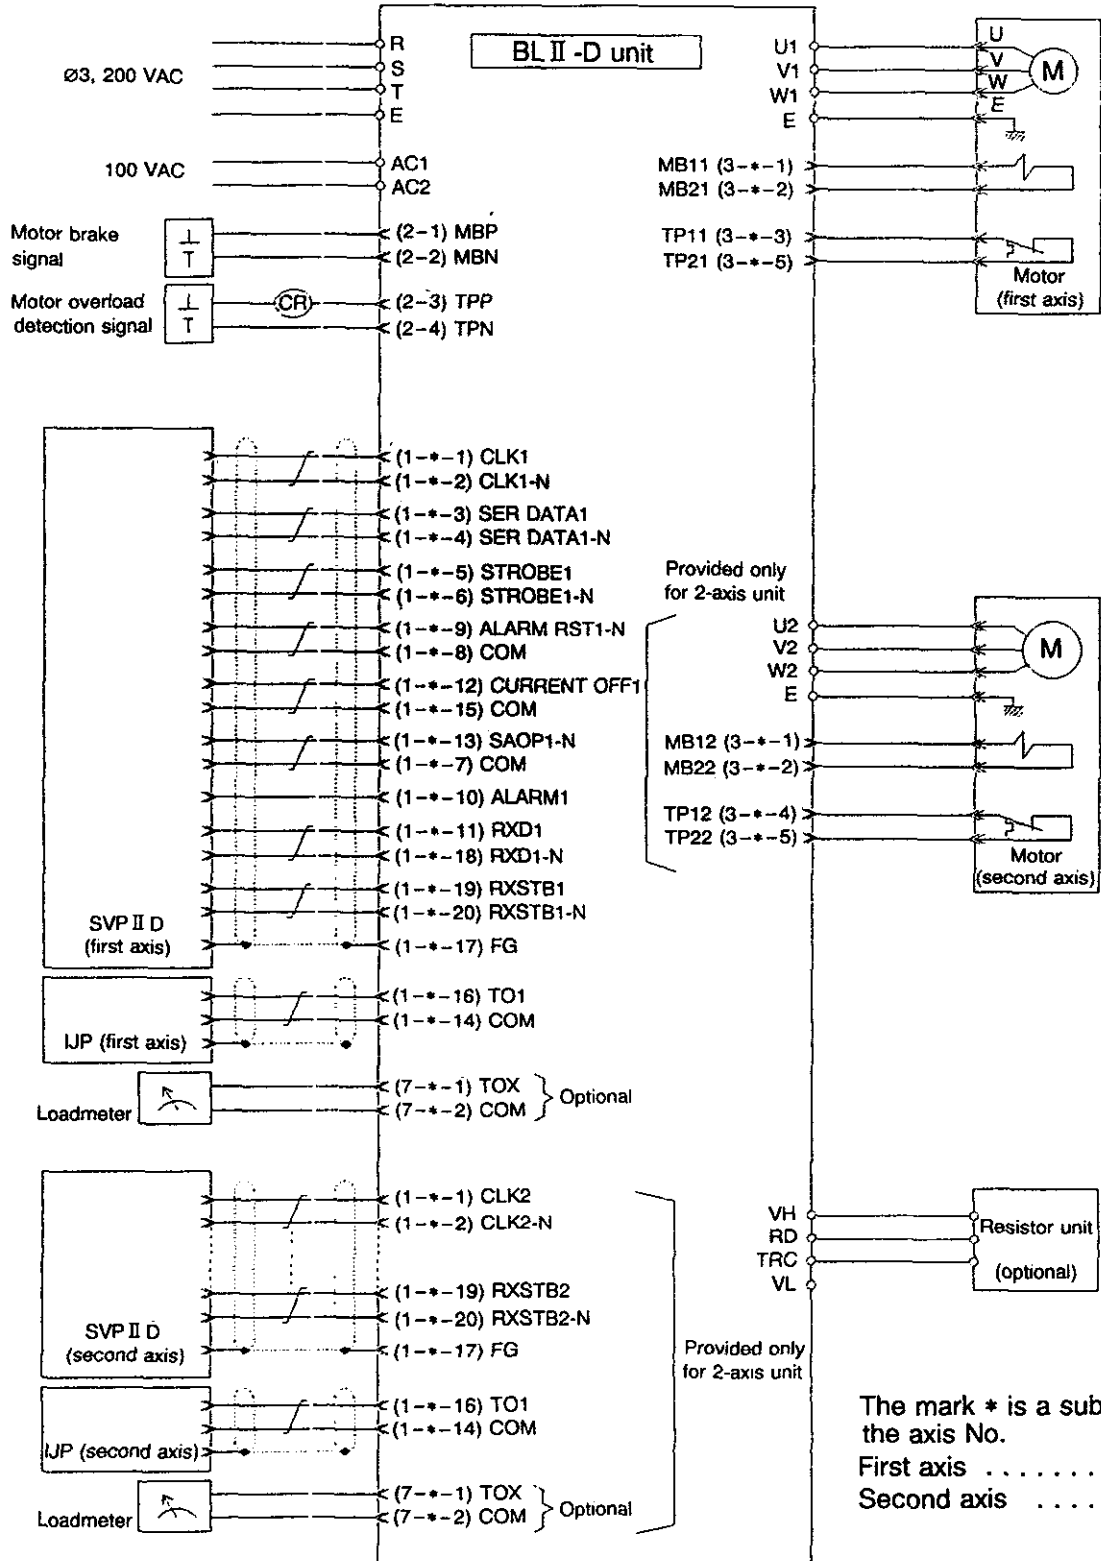 BLⅡ-D unit
Ø3, 200 VAC
R
S
T
E
100 VAC
AC1
AC2
Motor brake
signal
(2-1) MBP
(2-2) MBN
Motor overload
detection signal
CR
(2-3) TPP
(2-4) TPN
U1
V1
W1
E
U
V
W
E
M
MB11 (3-*-1)
MB21 (3-*-2)
TP11 (3-*-3)
TP21 (3-*-5)
Motor
(first axis)
(1-*-1) CLK1
(1-*-2) CLK1-N
(1-*-3) SER DATA1
(1-*-4) SER DATA1-N
(1-*-5) STROBE1
(1-*-6) STROBE1-N
(1-*-9) ALARM RST1-N
(1-*-8) COM
(1-*-12) CURRENT OFF1
(1-*-15) COM
(1-*-13) SAOP1-N
(1-*-7) COM
(1-*-10) ALARM1
(1-*-11) RXD1
(1-*-18) RXD1-N
(1-*-19) RXSTB1
(1-*-20) RXSTB1-N
(1-*-17) FG
SVPⅡD
(first axis)
Provided only
for 2-axis unit
U2
V2
W2
E
M
MB12 (3-*-1)
MB22 (3-*-2)
TP12 (3-*-4)
TP22 (3-*-5)
Motor
(second axis)
(1-*-16) TO1
(1-*-14) COM
IJP (first axis)
Loadmeter
(7-*-1) TOX
(7-*-2) COM
Optional
(1-*-1) CLK2
(1-*-2) CLK2-N
(1-*-19) RXSTB2
(1-*-20) RXSTB2-N
(1-*-17) FG
SVPⅡD
(second axis)
VH
RD
TRC
VL
Resistor unit
(optional)
Provided only
for 2-axis unit
(1-*-16) TO1
(1-*-14) COM
IJP (second axis)
Loadmeter
(7-*-1) TOX
(7-*-2) COM
Optional
The mark * is a sub
the axis No.
First axis .......
Second axis ....